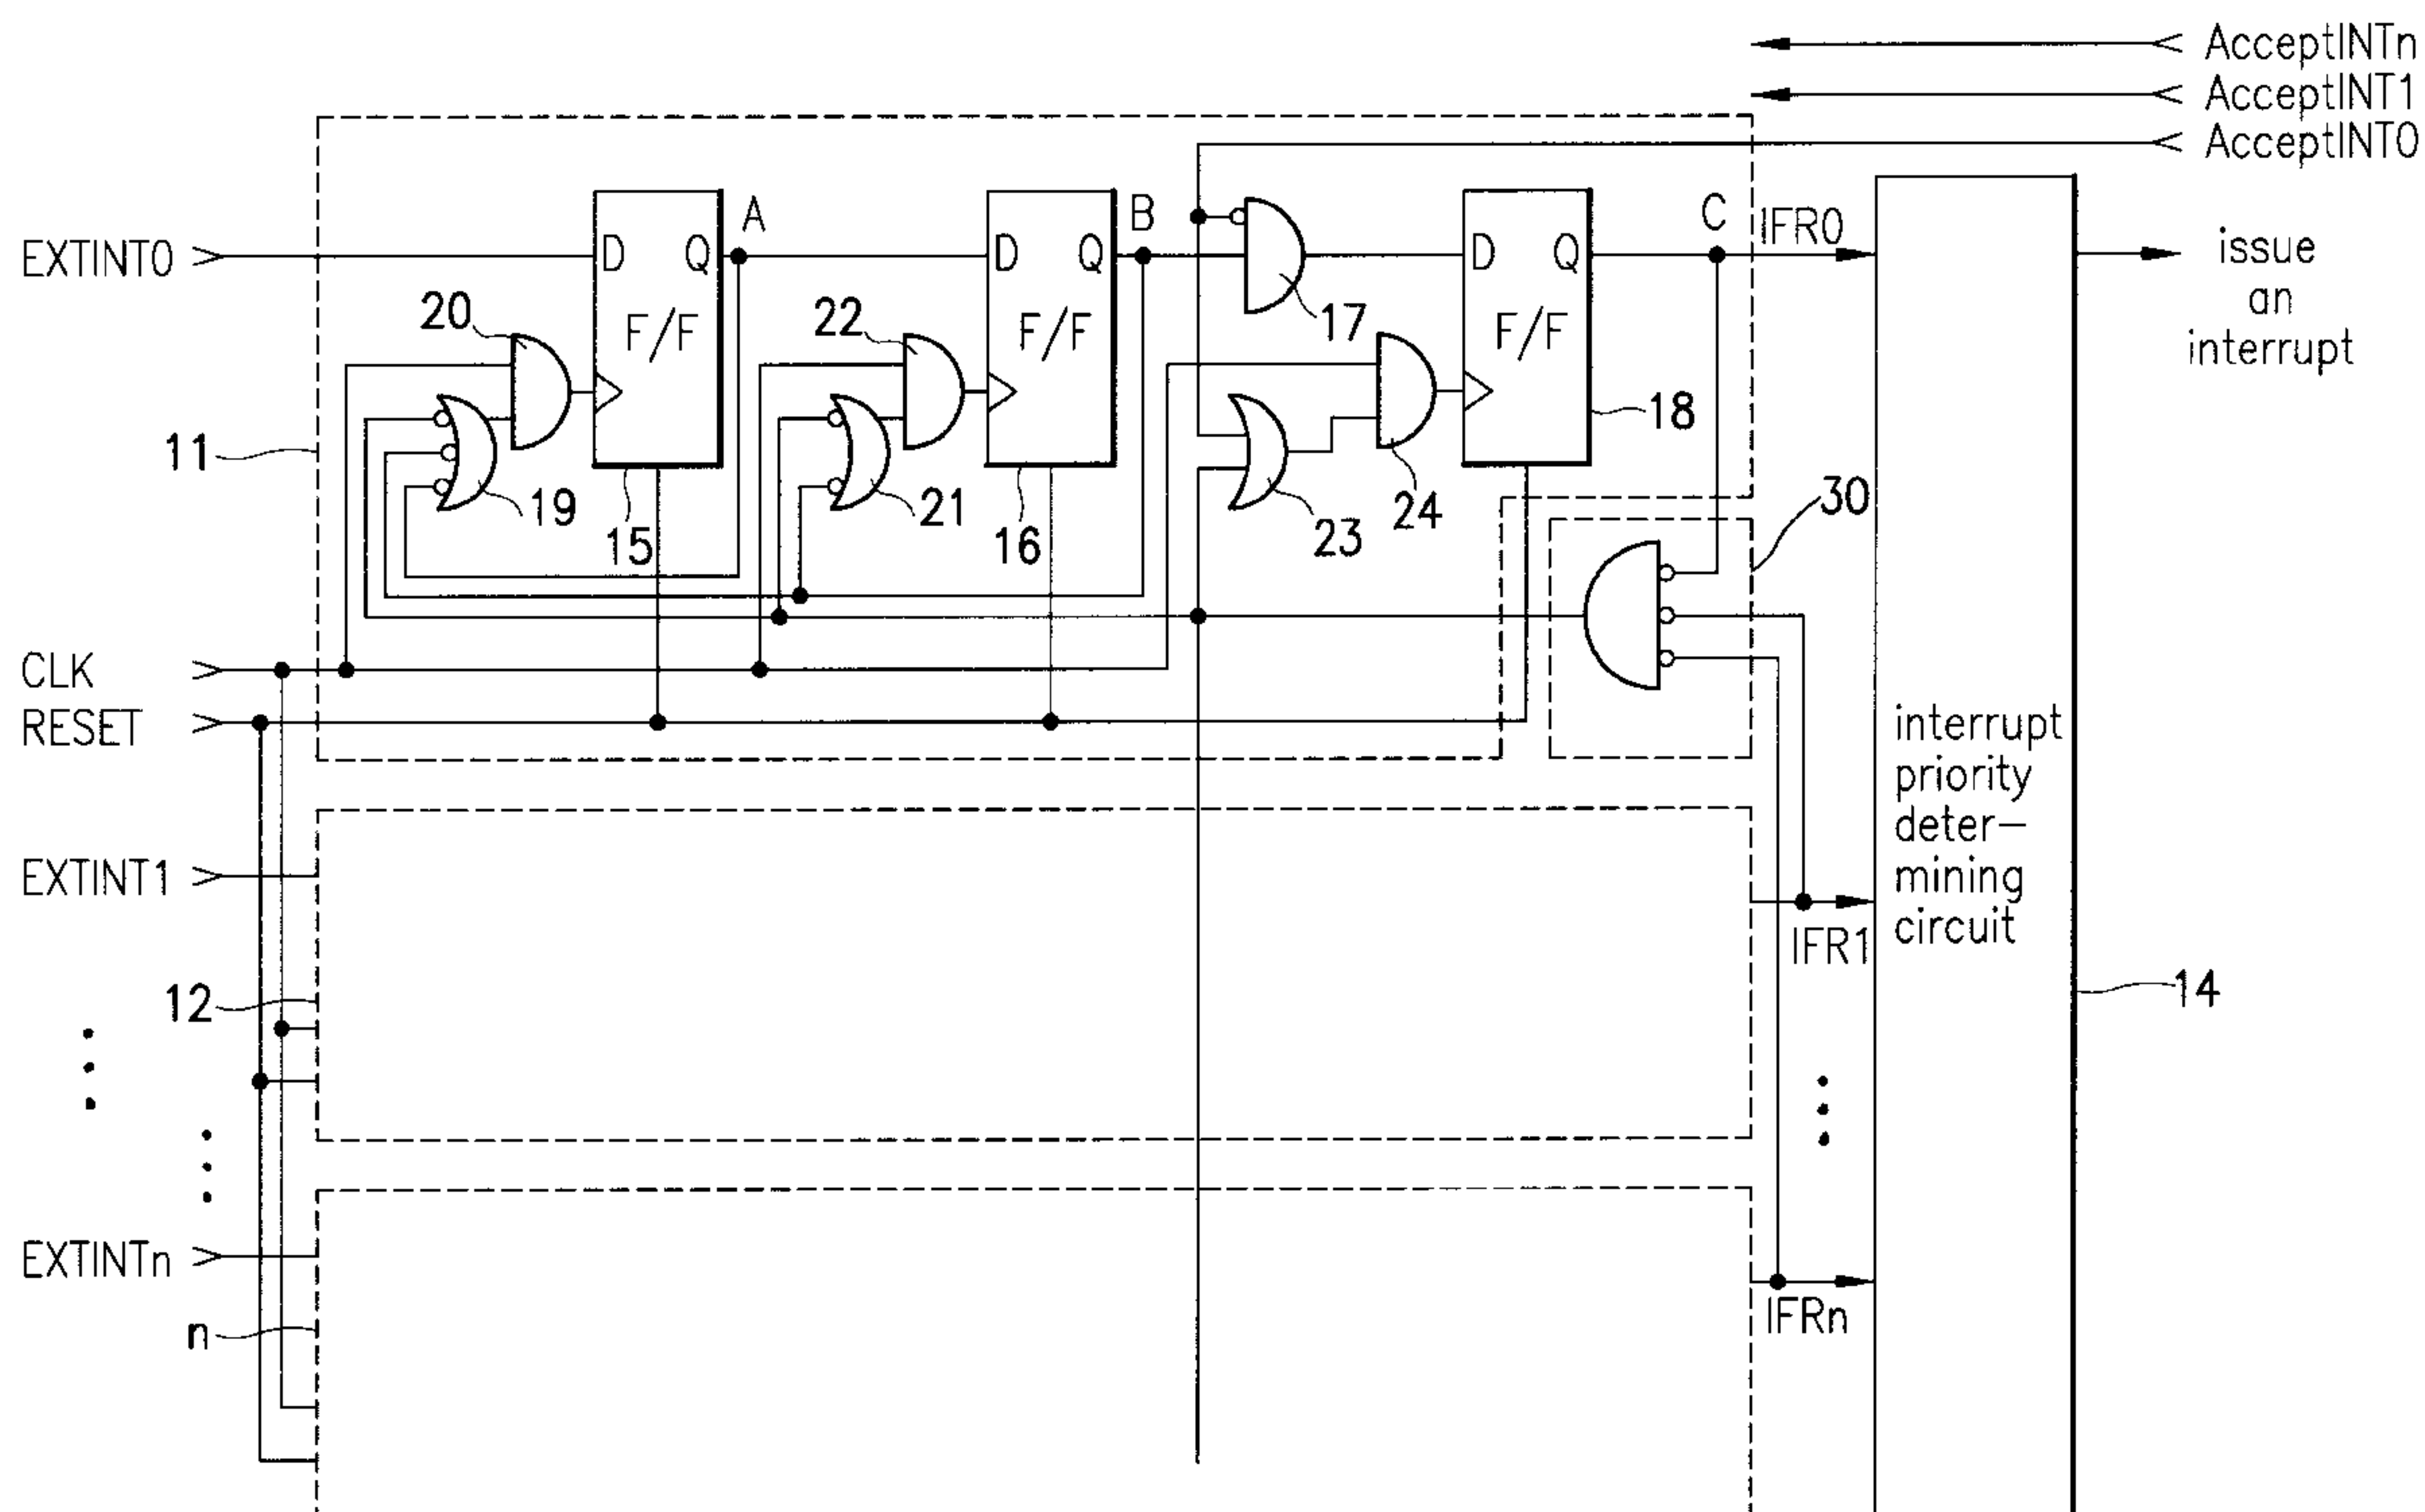 AcceptINTn
AcceptINT1
AcceptINT0
EXTINT0
D Q
A
F/F
15
20
19
11
D Q
B
F/F
16
22
21
17
D Q
C
F/F
18
24
23
IFR0
issue
an
interrupt
30
CLK
RESET
interrupt
priority
deter-
mining
circuit
14
EXTINT1
12
IFR1
EXTINTn
n
IFRn